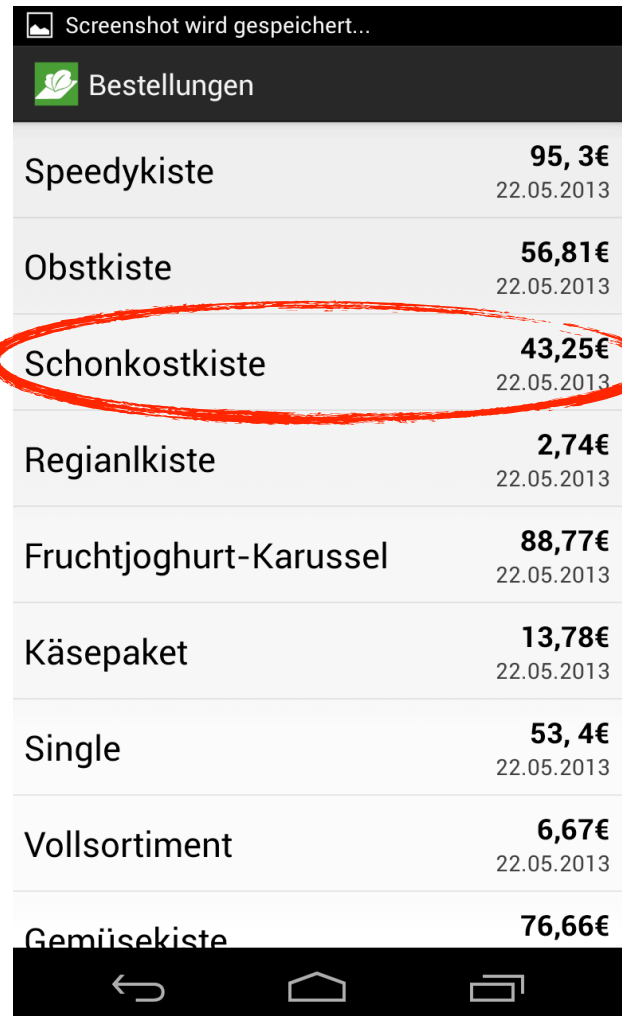 Screenshot wird gespeichert...
Bestellungen
Speedykiste 95, 3€
22.05.2013
Obstkiste 56,81€
22.05.2013
Schonkostkiste 43,25€
22.05.2013
Regianlkiste 2,74€
22.05.2013
Fruchtjoghurt-Karussel 88,77€
22.05.2013
Käsepaket 13,78€
22.05.2013
Single 53, 4€
22.05.2013
Vollsortiment 6,67€
22.05.2013
Gemüsekiste 76,66€